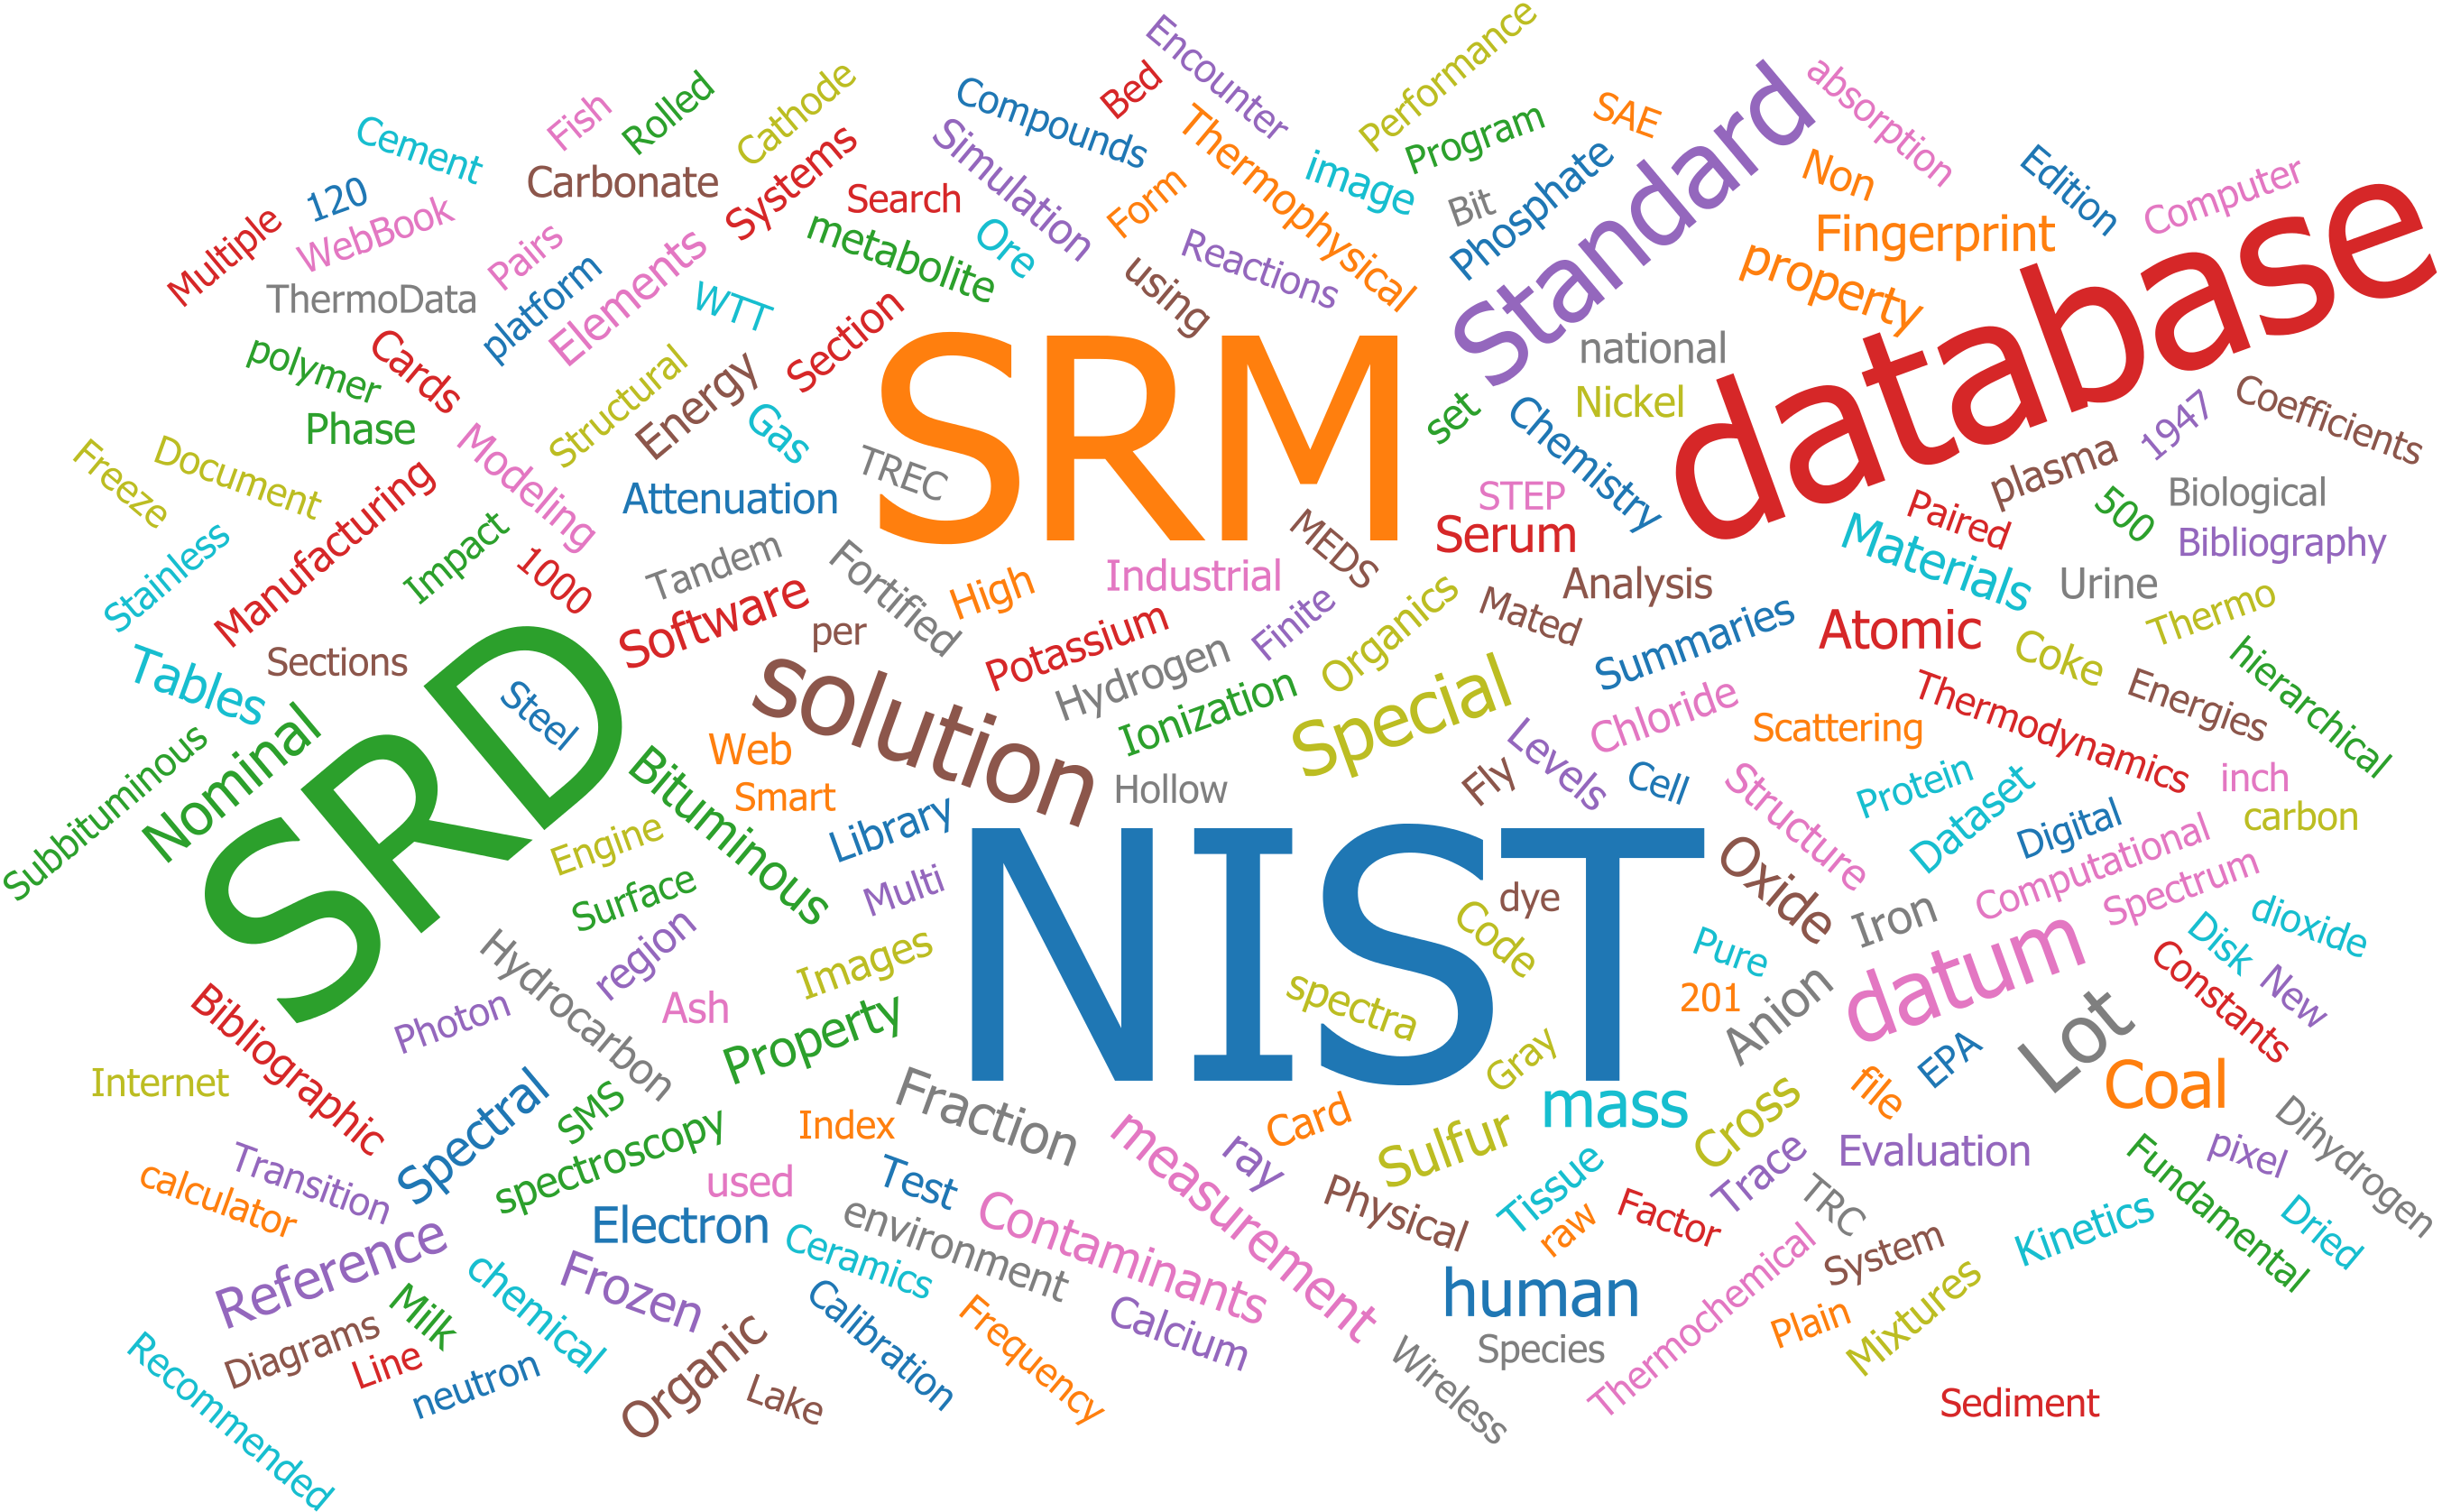 Encounter
Performance
Cathode
Rolled
Fish
Bed
Compounds
SAE
absorption
Cement
Thermophysical
Program
Standard
Simulation
image
Phosphate
Non
Edition
Computer
120
Carbonate
Systems
Search
Form
Bit
Multiple
WebBook
Pairs
metabolite
Ore
Reactions
Fingerprint
database
ThermoData
platform
Elements
WTT
using
property
polymer
Cards
Section
SRM
national
Structural
Energy
Gas
set
Nickel
1947
Coefficients
Phase
Modeling
TREC
Chemistry
Freeze
Document
Attenuation
STEP
plasma
Biological
Manufacturing
Serum
Paired
500
Stainless
Impact
1000
Tandem
Fortified
High
Industrial
MEDS
Analysis
Materials
Urine
Bibliography
Software
per
Potassium
Finite
Organics
Mated
Summaries
Atomic
Coke
Thermo
Tables
Sections
SRD
Steel
solution
Hydrogen
Ionization
Special
Chloride
Scattering
Thermodynamics
Energies
hierarchical
Subbituminous
Nominal
Bituminous
Web
Smart
Hollow
Fly
Levels
Cell
Structure
Protein
Dataset
inch
Engine
Library
NIST
Digital
carbon
Surface
Multi
dye
Oxide
Computational
Spectrum
region
Images
Code
Iron
dioxide
Hydrocarbon
Pure
datum
Disk
New
Bibliographic
Photon
Ash
spectra
201
Anion
Constants
Property
Gray
Lot
Internet
Spectral
SMS
Fraction
mass
file
EPA
Coal
Index
measurement
Card
Cross
Dihydrogen
Transition
spectroscopy
ray
Sulfur
Evaluation
Fundamental
pixel
calculator
used
Test
Tissue
Trace
Physical
raw
Factor
TRC
Dried
Reference
Electron
Ceramics
environment
Contaminants
Kinetics
Frozen
System
chemical
Milk
Calibration
Frequency
Calcium
human
Thermochemical
Plain
Mixtures
Diagrams
Line
neutron
Organic
Lake
Species
Wireless
Recommended
Sediment